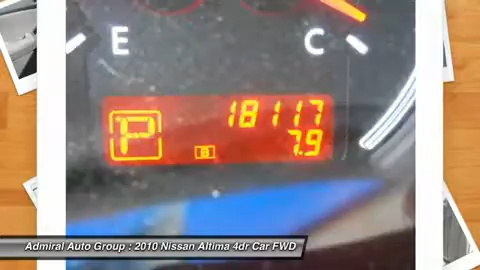 E C
18117
P
B 7.9
Admiral Auto Group : 2010 Nissan Altima 4dr Car FWD